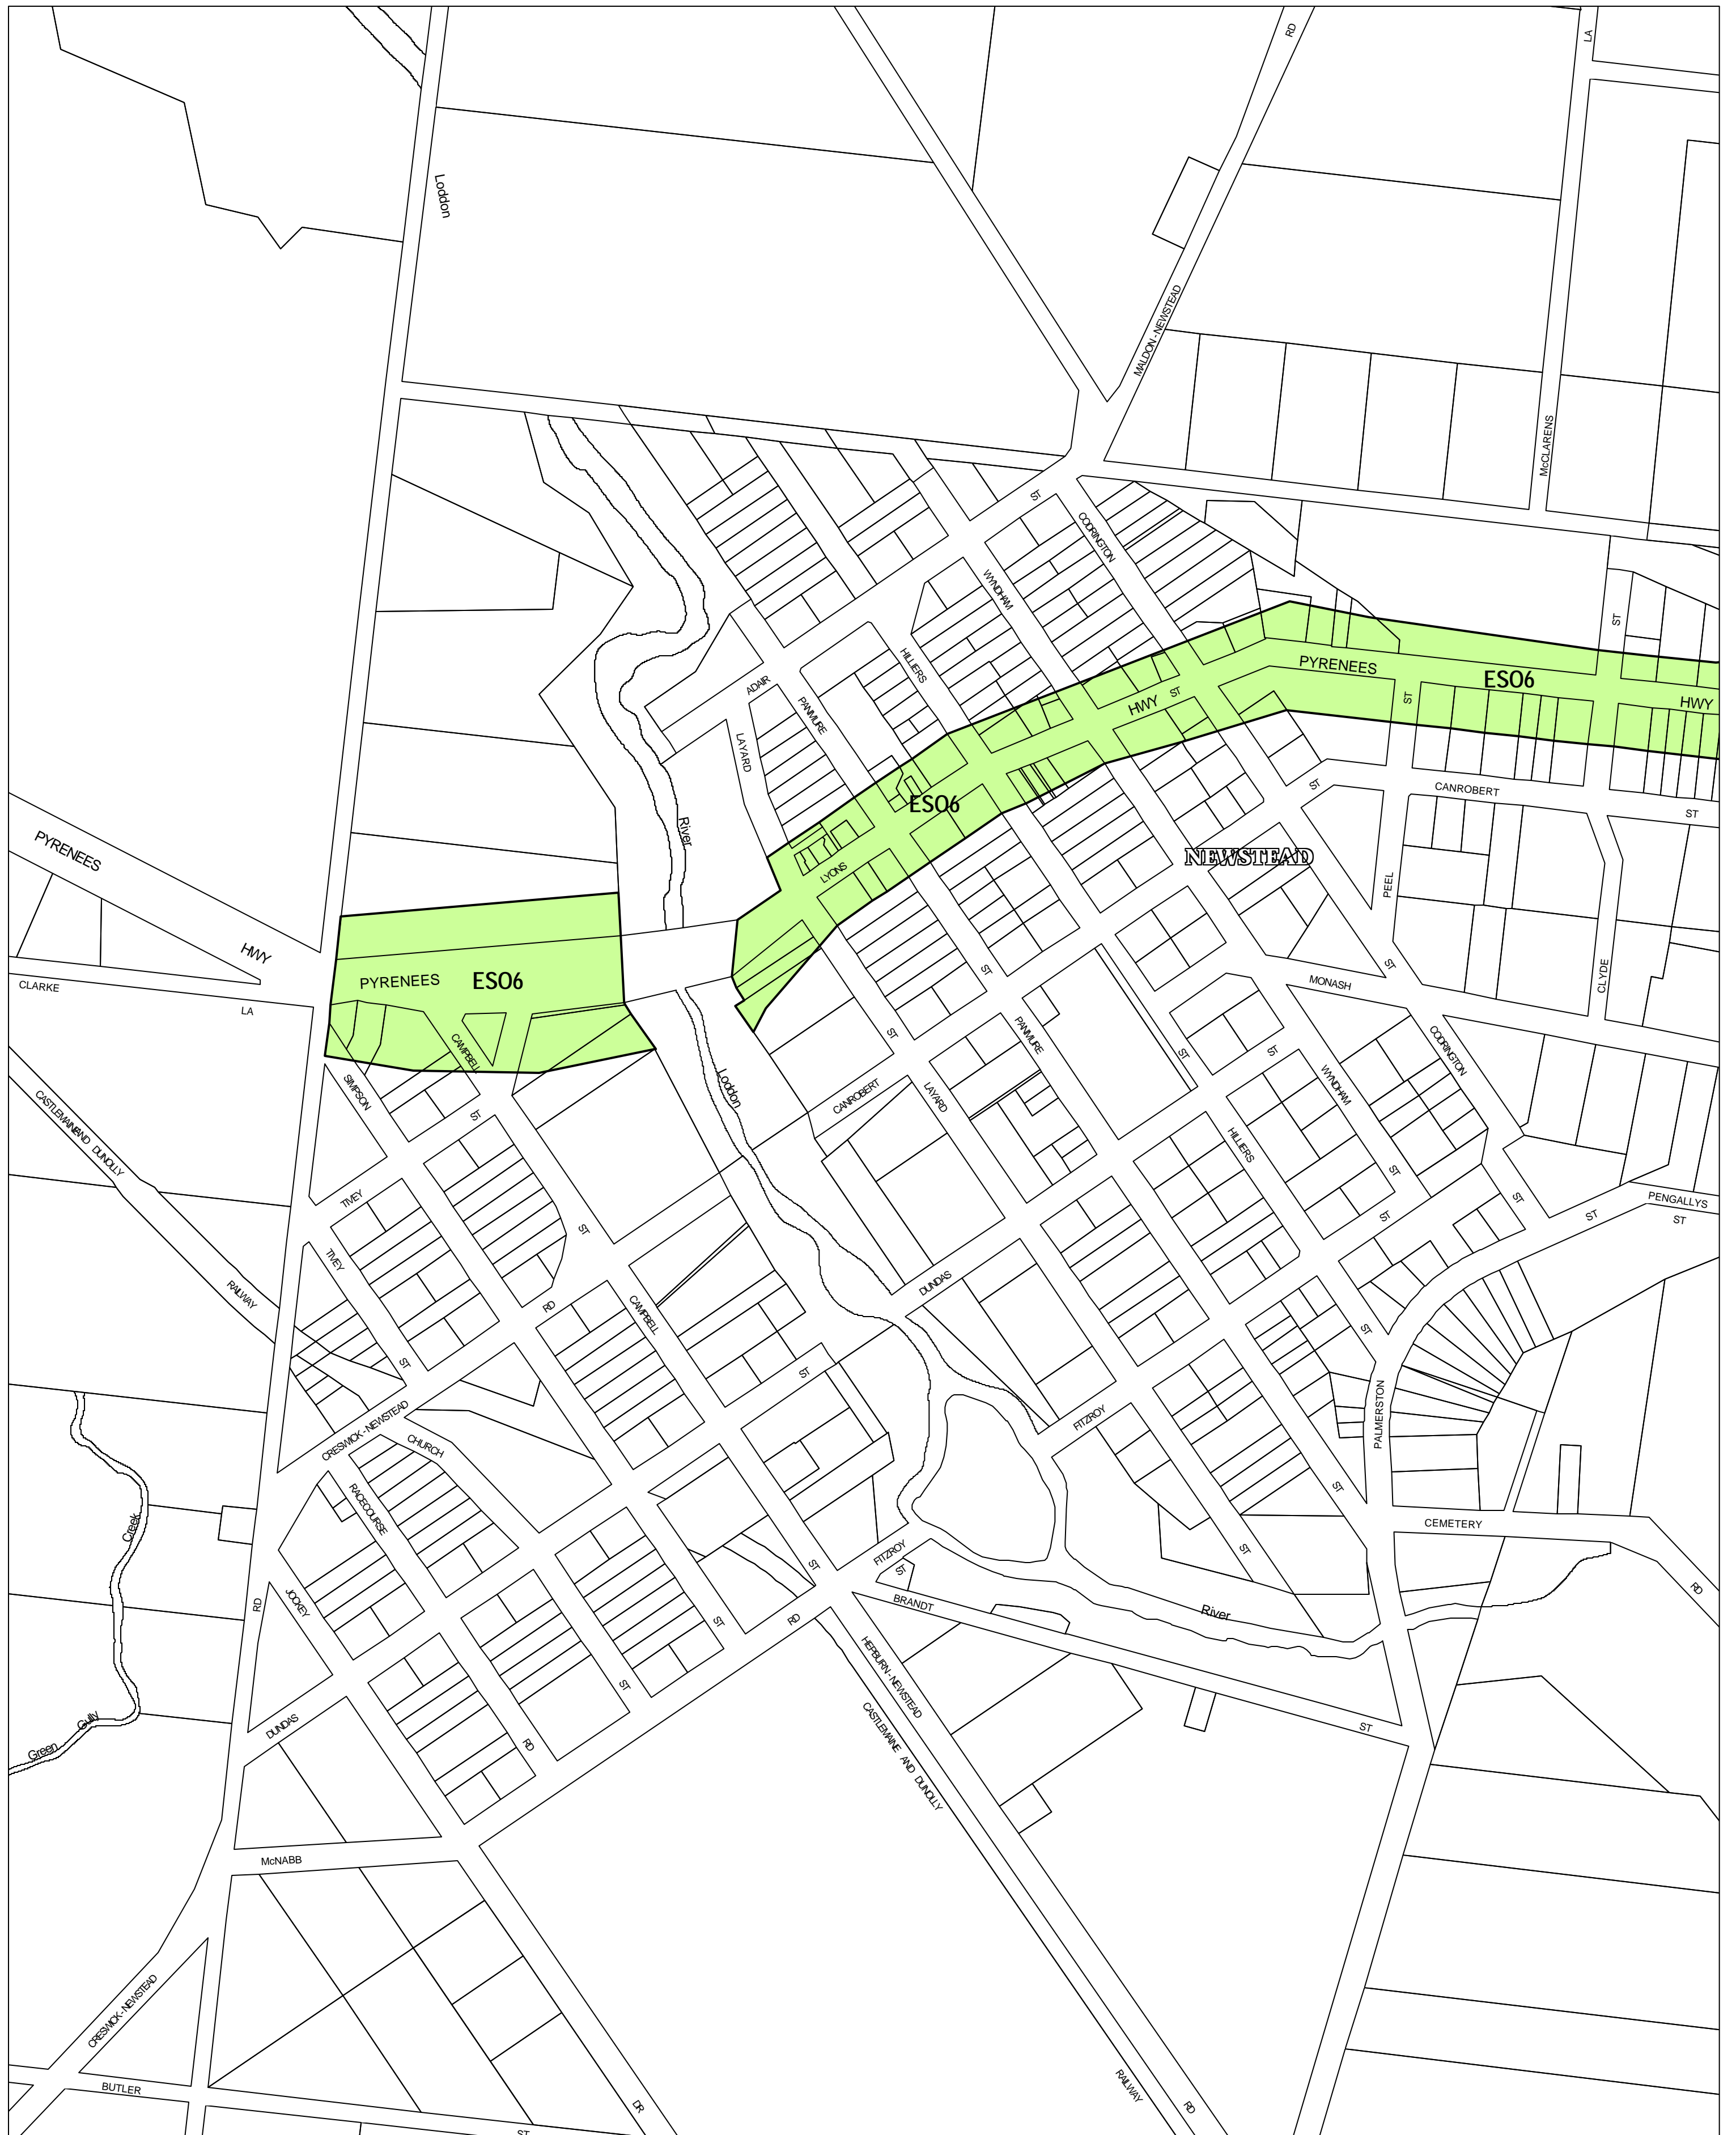 RD
LA
Loddon
MALDON - NEWSTEAD
McCLARENS
ST
CODRINGTON
WYNDHAM
ST
HILLIERS
PYRENEES
ESO6
HWY
ADAIR
PANMURE
ST
HWY
ST
LAYARD
ESO6
CANROBERT
ST
ST
River
PYRENEES
LYONS
NEWSTEAD
PEEL
HWY
PYRENEES
ESO6
CLARKE
LA
ST
ST
MONASH
CLYDE
CAMPBELL
ST
PANMURE
ST
ST
CODRINGTON
SIMPSON
Loddon
CANROBERT
LAYARD
WYNDHAM
CASTLEMAINE AND DUNOLLY
ST
HILLIERS
ST
TIVEY
ST
PENGALLYS
ST
ST
ST
ST
TIVEY
RAILWAY
RD
CAMPBELL
DUNDAS
ST
ST
ST
CRESWICK - NEWSTEAD
CHURCH
FITZROY
PALMERSTON
RACECOURSE
ST
Creek
CEMETERY
FITZROY
ST
ST
ST
RD
JOCKEY
RD
BRANDT
River
ST
RD
HEPBURN - NEWSTEAD
ST
DUNDAS
Gully
Green
RD
CASTLEMAINE AND DUNOLLY
ST
McNABB
CRESWICK - NEWSTEAD
BUTLER
DR
RAILWAY
RD
ST